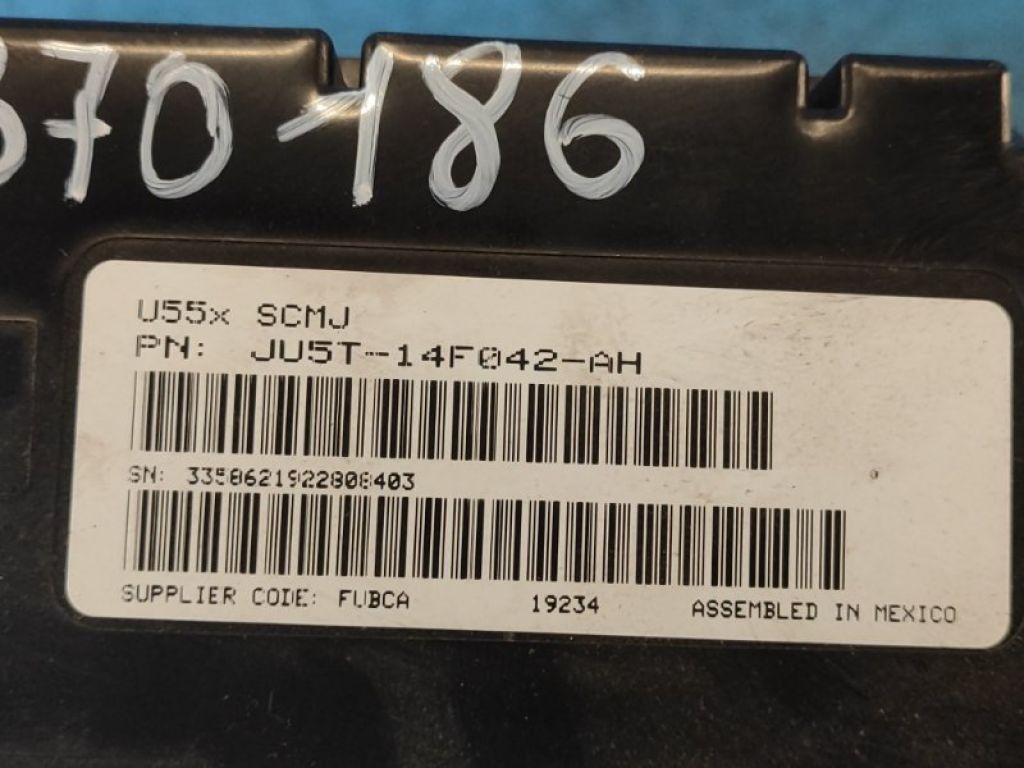 370-186
U55x SCMJ
PN: JU5T-14F042-AH
SN: 3358621922808403
SUPPLIER CODE: FUBCA 19234 ASSEMBLED IN MEXICO